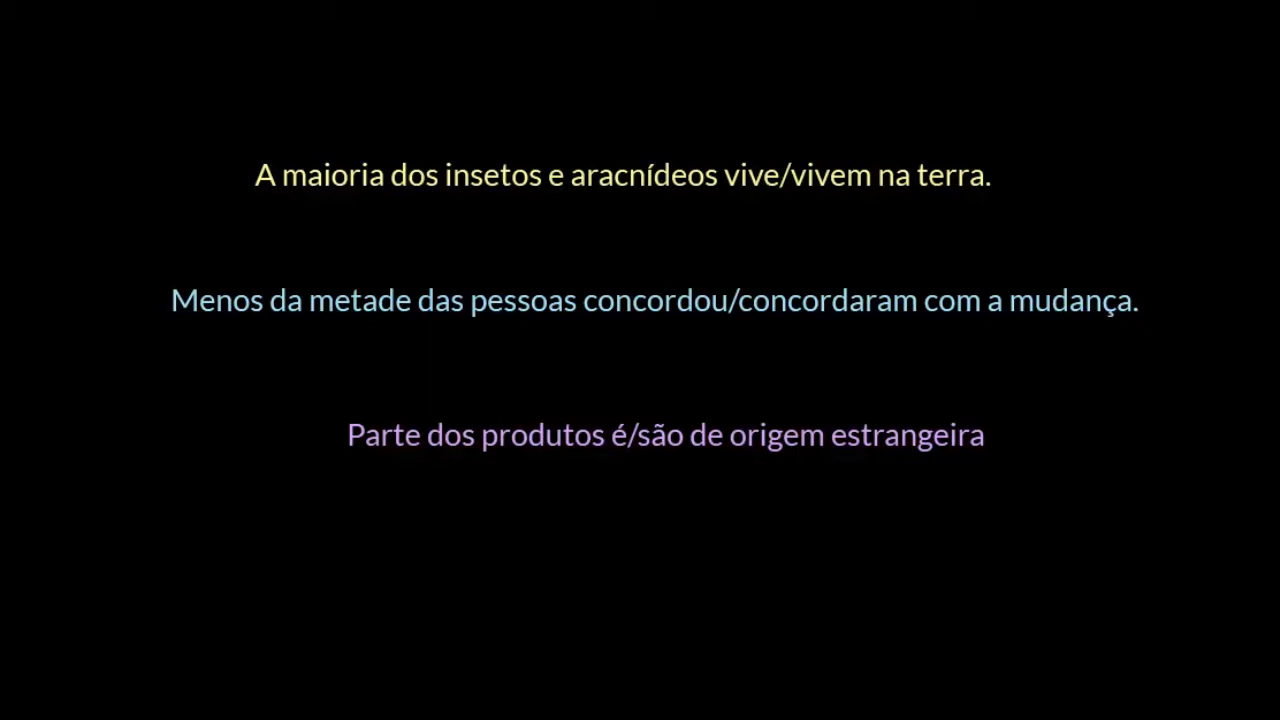 A maioria dos insetos e aracnídeos vive/vivem na terra.
Menos da metade das pessoas concordou/concordaram com a mudança.
Parte dos produtos é/são de origem estrangeira